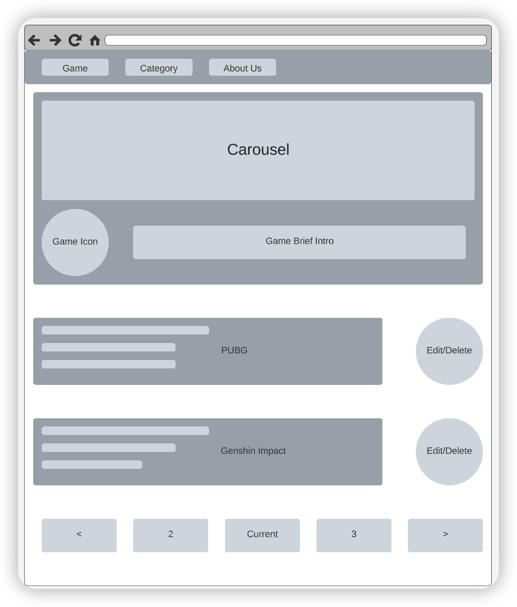 Game
Category
About Us
Carousel
Game Icon
Game Brief Intro
PUBG
Edit/Delete
Genshin Impact
Edit/Delete
<
2
Current
3
>